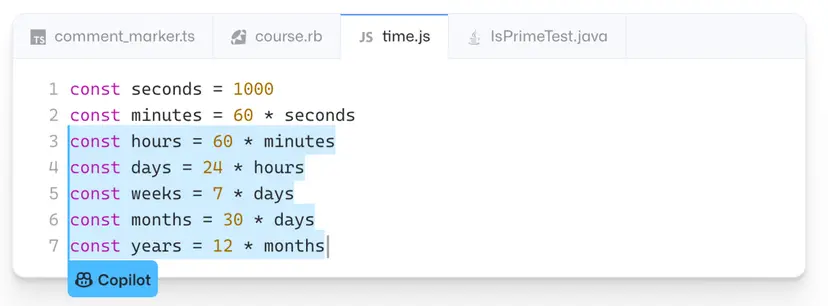 TS comment_marker.ts course.rb JS time.js IsPrimeTest.java
1 const seconds = 1000
2 const minutes = 60 * seconds
3 const hours = 60 * minutes
4 const days = 24 * hours
5 const weeks = 7 * days
6 const months = 30 * days
7 const years = 12 * months
Copilot